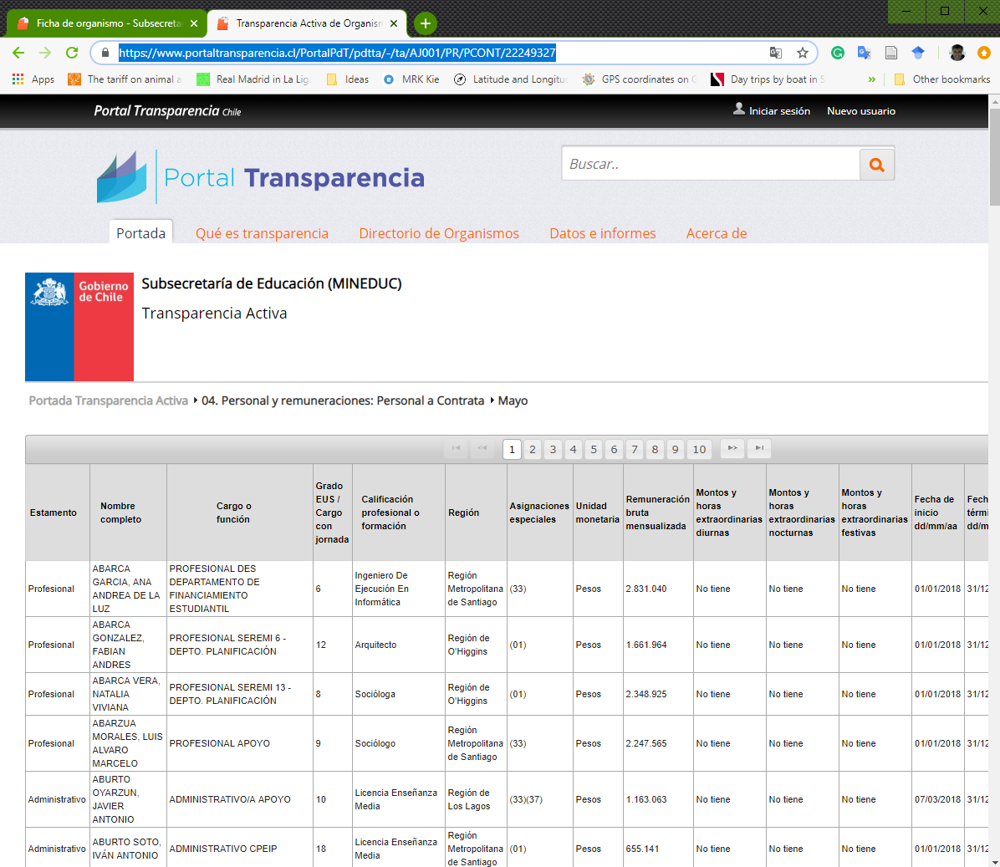 Ficha de organismo - Subsecreta
Transparencia Activa de Organism
https://www.portaltransparencia.cl/PortalPdT/pdtta/-/ta/AJ001/PR/PCONT/22249327
Apps
The tariff on animal a
Real Madrid in La Lig
Ideas
MRK Kie
Latitude and Longitu
GPS coordinates on
Day trips by boat in S
Other bookmarks
Portal Transparencia Chile
Iniciar sesión
Nuevo usuario
Portal Transparencia
Buscar..
Portada
Qué es transparencia
Directorio de Organismos
Datos e informes
Acerca de
Gobierno
de Chile
Subsecretaría de Educación (MINEDUC)
Transparencia Activa
Portada Transparencia Activa
04. Personal y remuneraciones: Personal a Contrata
Mayo
1 2 3 4 5 6 7 8 9 10
Estamento
Nombre
completo
Cargo o
función
Grado
EUS /
Cargo
con
jornada
Calificación
profesional o
formación
Región
Asignaciones
especiales
Unidad
monetaria
Remuneración
bruta
mensualizada
Montos y
horas
extraordinarias
diurnas
Montos y
horas
extraordinarias
nocturnas
Montos y
horas
extraordinarias
festivas
Fecha de
inicio
dd/mm/aa
Fech
térmi
dd/m
Profesional
ABARCA
GARCIA, ANA
ANDREA DE LA
LUZ
PROFESIONAL DES
DEPARTAMENTO DE
FINANCIAMIENTO
ESTUDIANTIL
6
Ingeniero De
Ejecución En
Informática
Región
Metropolitana
de Santiago
(33)
Pesos
2.831.040
No tiene
No tiene
No tiene
01/01/2018
31/12
Profesional
ABARCA
GONZALEZ,
FABIAN
ANDRES
PROFESIONAL SEREMI 6 -
DEPTO. PLANIFICACIÓN
12
Arquitecto
Región de
O'Higgins
(01)
Pesos
1.661.964
No tiene
No tiene
No tiene
01/01/2018
31/12
Profesional
ABARCA VERA,
NATALIA
VIVIANA
PROFESIONAL SEREMI 13 -
DEPTO. PLANIFICACIÓN
8
Socióloga
Región de
O'Higgins
(01)
Pesos
2.348.925
No tiene
No tiene
No tiene
01/01/2018
31/12
Profesional
ABARZUA
MORALES, LUIS
ALVARO
MARCELO
PROFESIONAL APOYO
9
Sociólogo
Región
Metropolitana
de Santiago
(33)
Pesos
2.247.565
No tiene
No tiene
No tiene
01/01/2018
31/12
Administrativo
ABURTO
OYARZUN,
JAVIER
ANTONIO
ADMINISTRATIVO/A APOYO
10
Licencia Enseñanza
Media
Región de
Los Lagos
(33)(37)
Pesos
1.163.063
No tiene
No tiene
No tiene
07/03/2018
31/12
Administrativo
ABURTO SOTO,
IVÁN ANTONIO
ADMINISTRATIVO CPEIP
18
Licencia Enseñanza
Media
Región
Metropolitana
de Santiago
(01)
Pesos
655.141
No tiene
No tiene
No tiene
01/01/2018
31/12